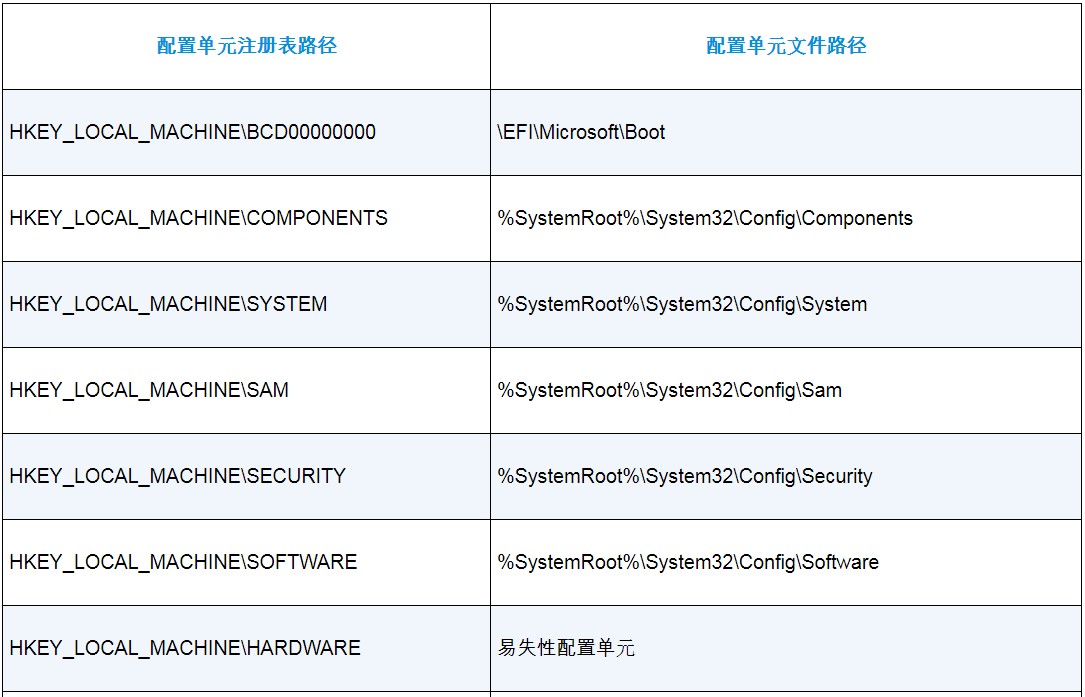 配置单元注册表路径 配置单元文件路径
HKEY_LOCAL_MACHINE\BCD00000000 \EFI\Microsoft\Boot
HKEY_LOCAL_MACHINE\COMPONENTS %SystemRoot%\System32\Config\Components
HKEY_LOCAL_MACHINE\SYSTEM %SystemRoot%\System32\Config\System
HKEY_LOCAL_MACHINE\SAM %SystemRoot%\System32\Config\Sam
HKEY_LOCAL_MACHINE\SECURITY %SystemRoot%\System32\Config\Security
HKEY_LOCAL_MACHINE\SOFTWARE %SystemRoot%\System32\Config\Software
HKEY_LOCAL_MACHINE\HARDWARE 易失性配置单元